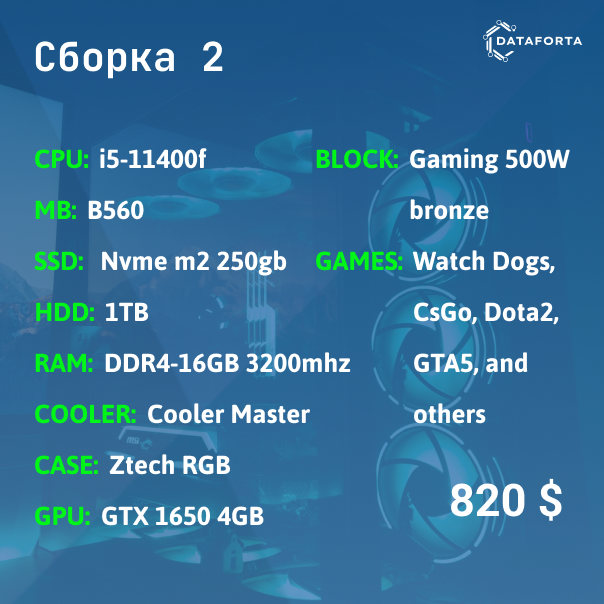 Сборка 2
DATAFORTA
CPU: i5-11400f
MB: B560
SSD: Nvme m2 250gb
HDD: 1TB
RAM: DDR4-16GB 3200mhz
COOLER: Cooler Master
CASE: Ztech RGB
GPU: GTX 1650 4GB
BLOCK: Gaming 500W
bronze
GAMES: Watch Dogs,
CsGo, Dota2,
GTA5, and
others
820 $